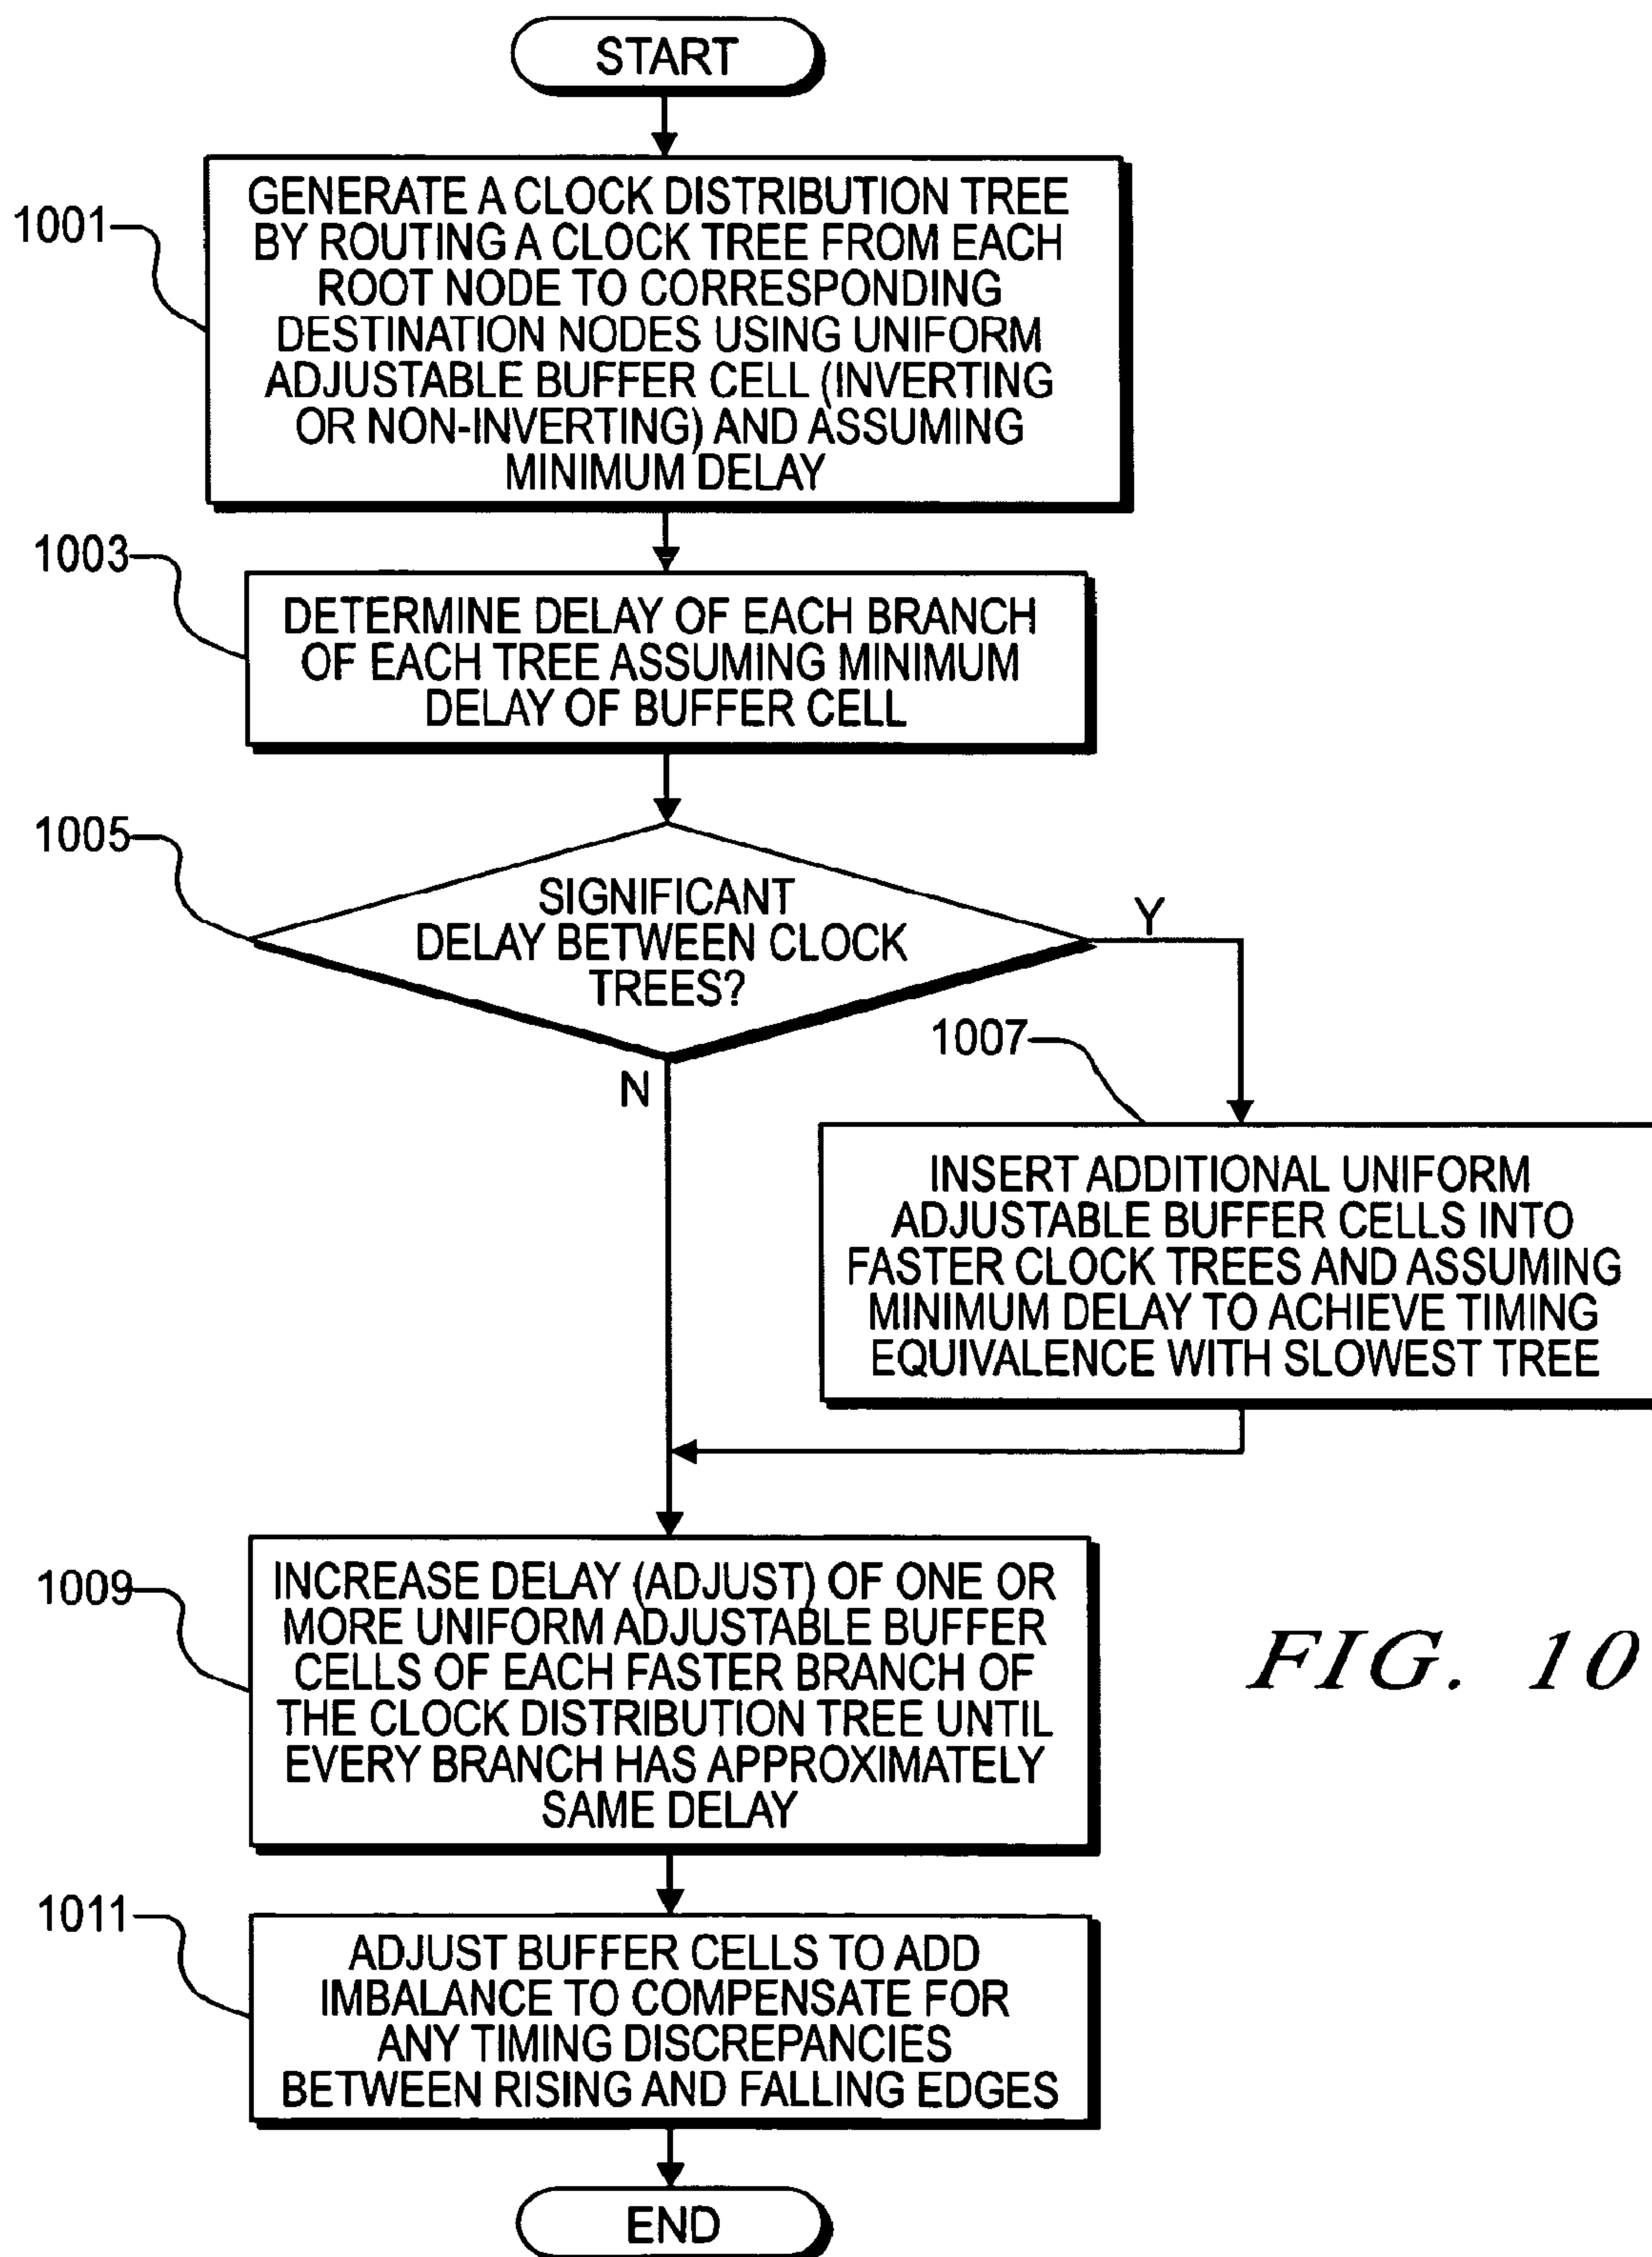 START
1001
GENERATE A CLOCK DISTRIBUTION TREE
BY ROUTING A CLOCK TREE FROM EACH
ROOT NODE TO CORRESPONDING
DESTINATION NODES USING UNIFORM
ADJUSTABLE BUFFER CELL (INVERTING
OR NON-INVERTING) AND ASSUMING
MINIMUM DELAY
1003
DETERMINE DELAY OF EACH BRANCH
OF EACH TREE ASSUMING MINIMUM
DELAY OF BUFFER CELL
1005
SIGNIFICANT
DELAY BETWEEN CLOCK
TREES?
Y
N
1007
INSERT ADDITIONAL UNIFORM
ADJUSTABLE BUFFER CELLS INTO
FASTER CLOCK TREES AND ASSUMING
MINIMUM DELAY TO ACHIEVE TIMING
EQUIVALENCE WITH SLOWEST TREE
1009
INCREASE DELAY (ADJUST) OF ONE OR
MORE UNIFORM ADJUSTABLE BUFFER
CELLS OF EACH FASTER BRANCH OF
THE CLOCK DISTRIBUTION TREE UNTIL
EVERY BRANCH HAS APPROXIMATELY
SAME DELAY
FIG. 10
1011
ADJUST BUFFER CELLS TO ADD
IMBALANCE TO COMPENSATE FOR
ANY TIMING DISCREPANCIES
BETWEEN RISING AND FALLING EDGES
END